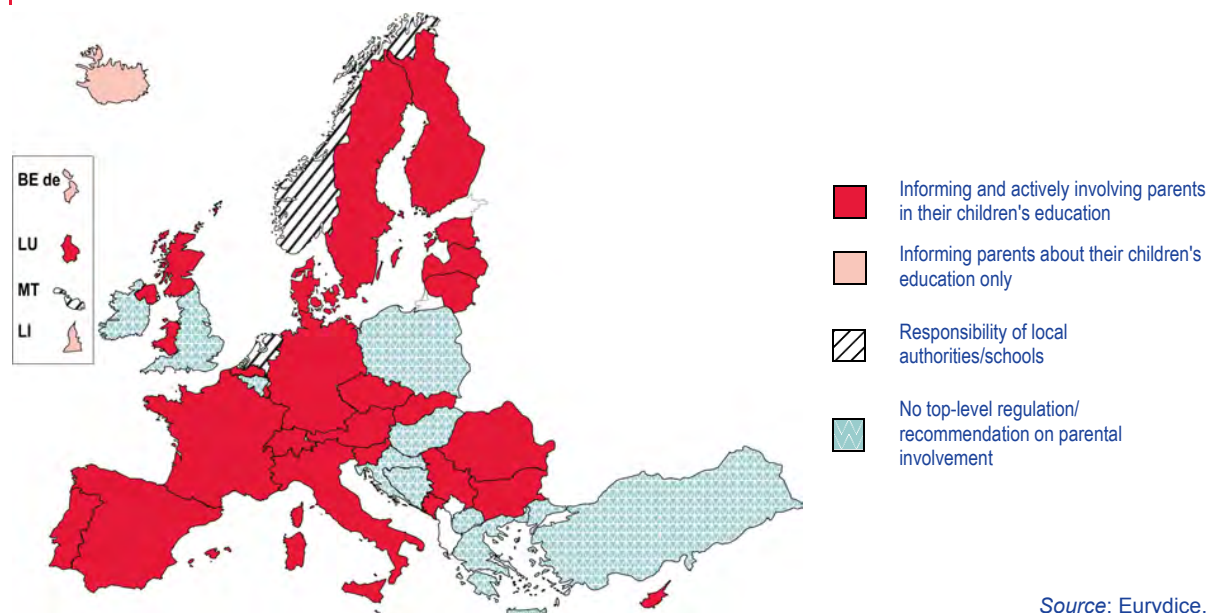 BE de
LU
MT
LI
Informing and actively involving parents
in their children's education
Informing parents about their children's
education only
Responsibility of local
authorities/schools
No top-level regulation/
recommendation on parental
involvement
Source: Eurydice.